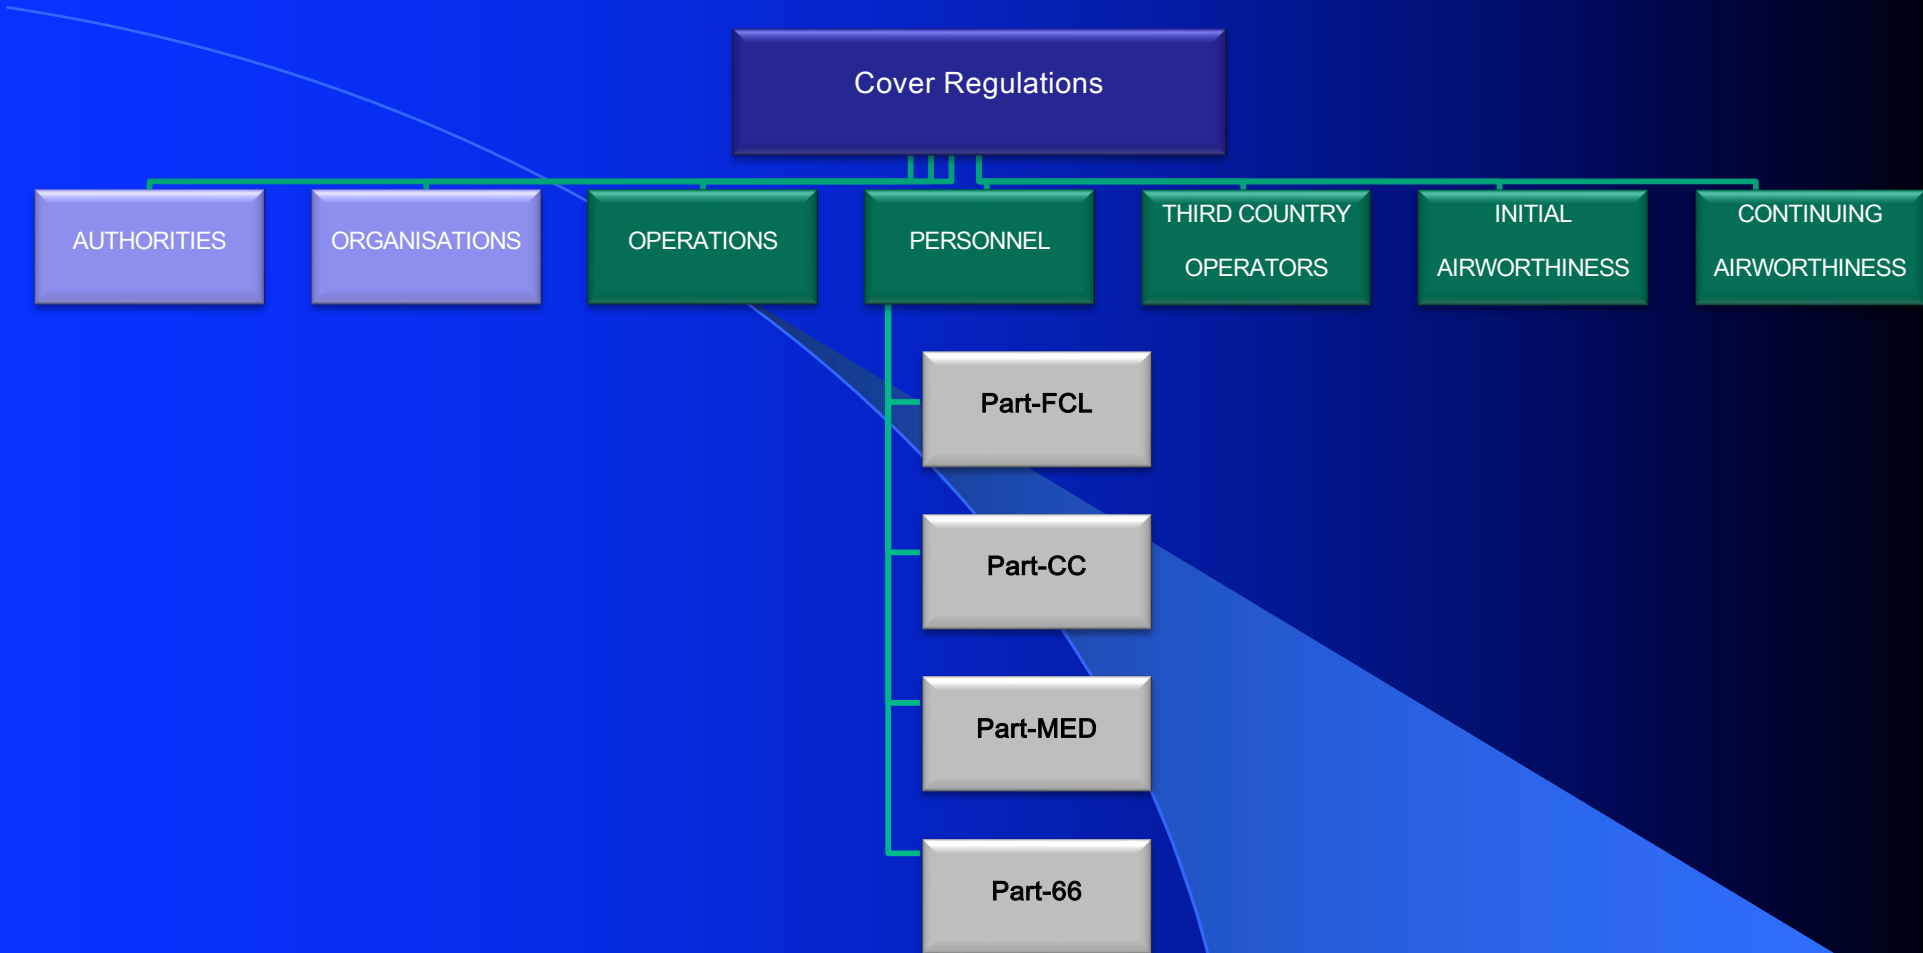 Cover Regulations
AUTHORITIES
ORGANISATIONS
OPERATIONS
PERSONNEL
THIRD COUNTRY
OPERATORS
INITIAL
AIRWORTHINESS
CONTINUING
AIRWORTHINESS
Part-FCL
Part-CC
Part-MED
Part-66